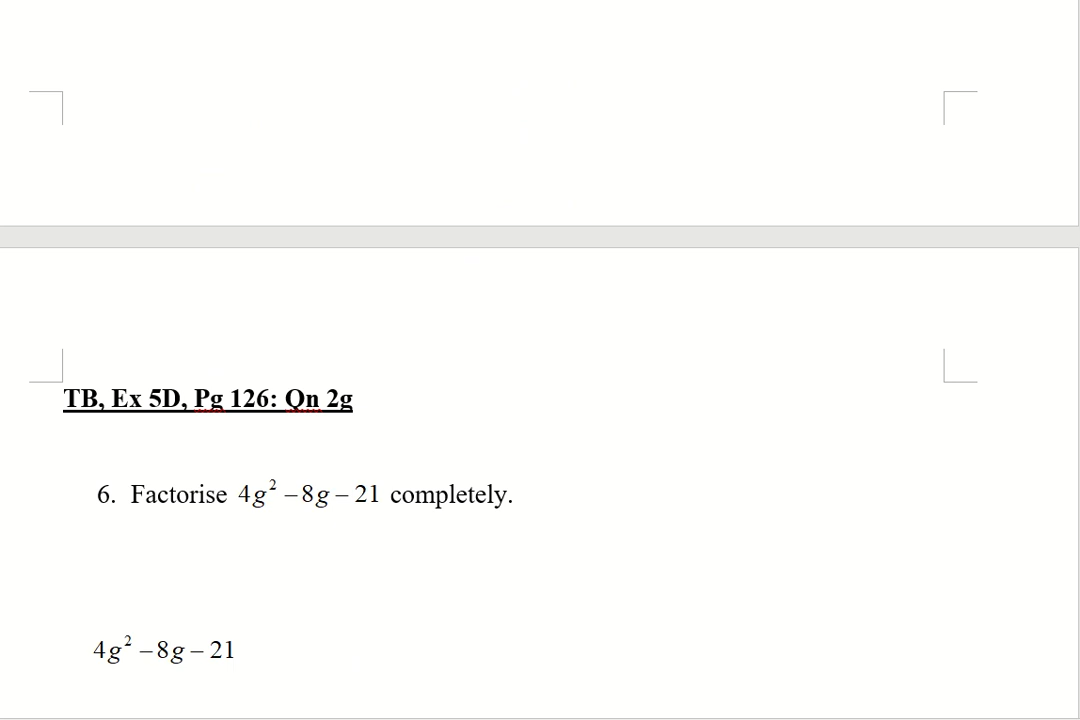 TB, Ex 5D, Pg 126: Qn 2g
6. Factorise 4g² – 8g – 21 completely.
4g² – 8g – 21